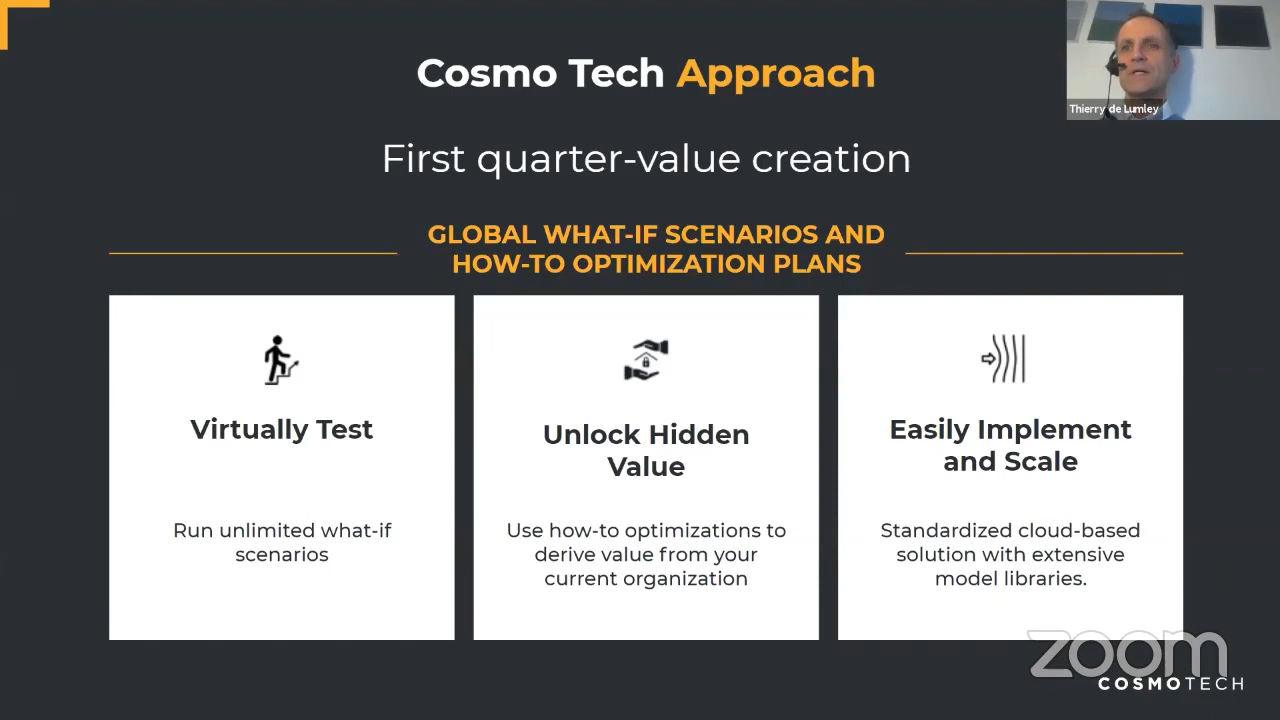 Cosmo Tech Approach
Thierry de Lumley
First quarter-value creation
GLOBAL WHAT-IF SCENARIOS AND
HOW-TO OPTIMIZATION PLANS
Virtually Test
Run unlimited what-if
scenarios
Unlock Hidden
Value
Use how-to optimizations to
derive value from your
current organization
Easily Implement
and Scale
Standardized cloud-based
solution with extensive
model libraries.
zoom
COSMOTECH